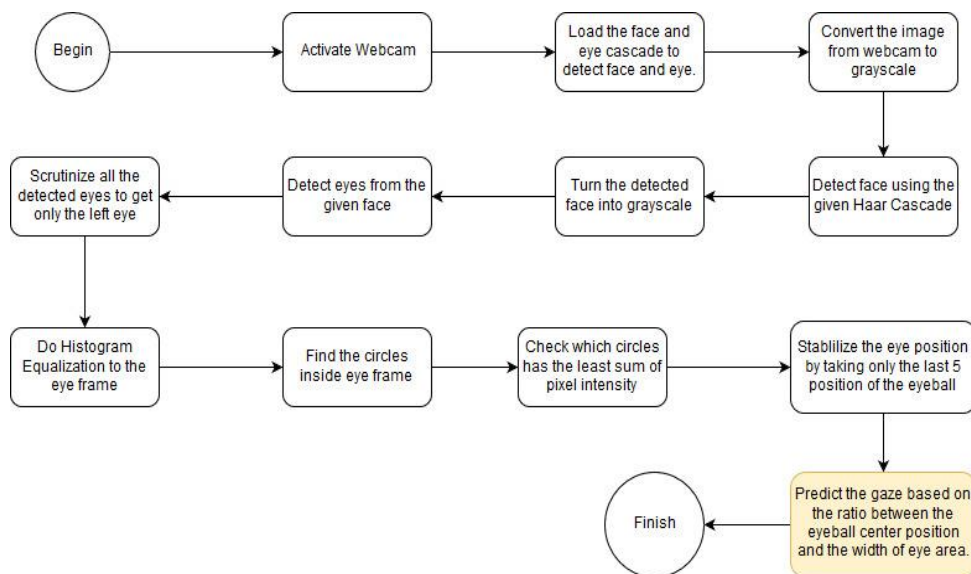 Begin
Activate Webcam
Load the face and
eye cascade to
detect face and eye.
Convert the image
from webcam to
grayscale
Detect face using the
given Haar Cascade
Turn the detected
face into grayscale
Detect eyes from the
given face
Scrutinize all the
detected eyes to get
only the left eye
Do Histogram
Equalization to the
eye frame
Find the circles
inside eye frame
Check which circles
has the least sum of
pixel intensity
Stablilize the eye position
by taking only the last 5
position of the eyeball
Predict the gaze based on
the ratio between the
eyeball center position
and the width of eye area.
Finish